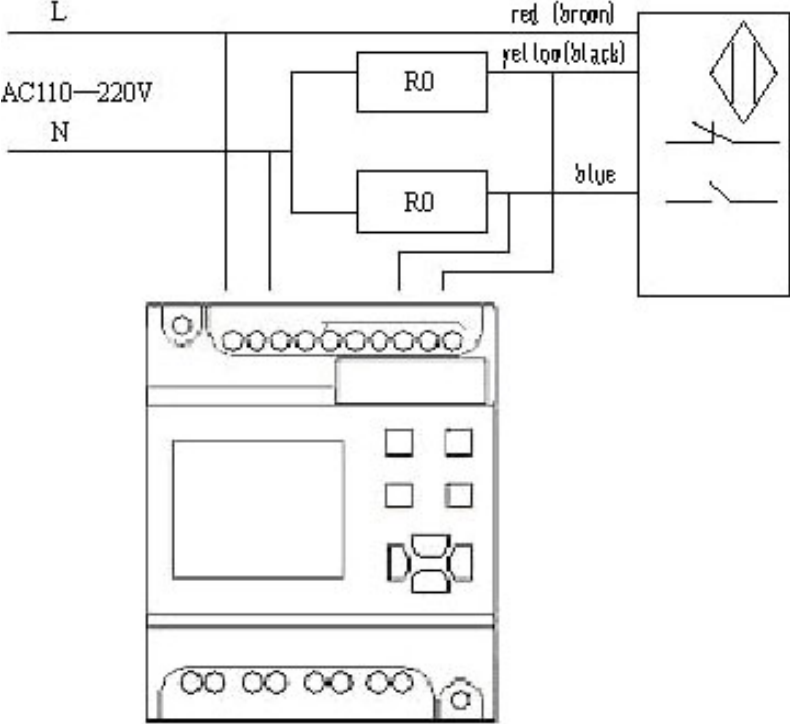 L
red (brown)
yellow(black)
R0
AC110—220V
N
blue
R0